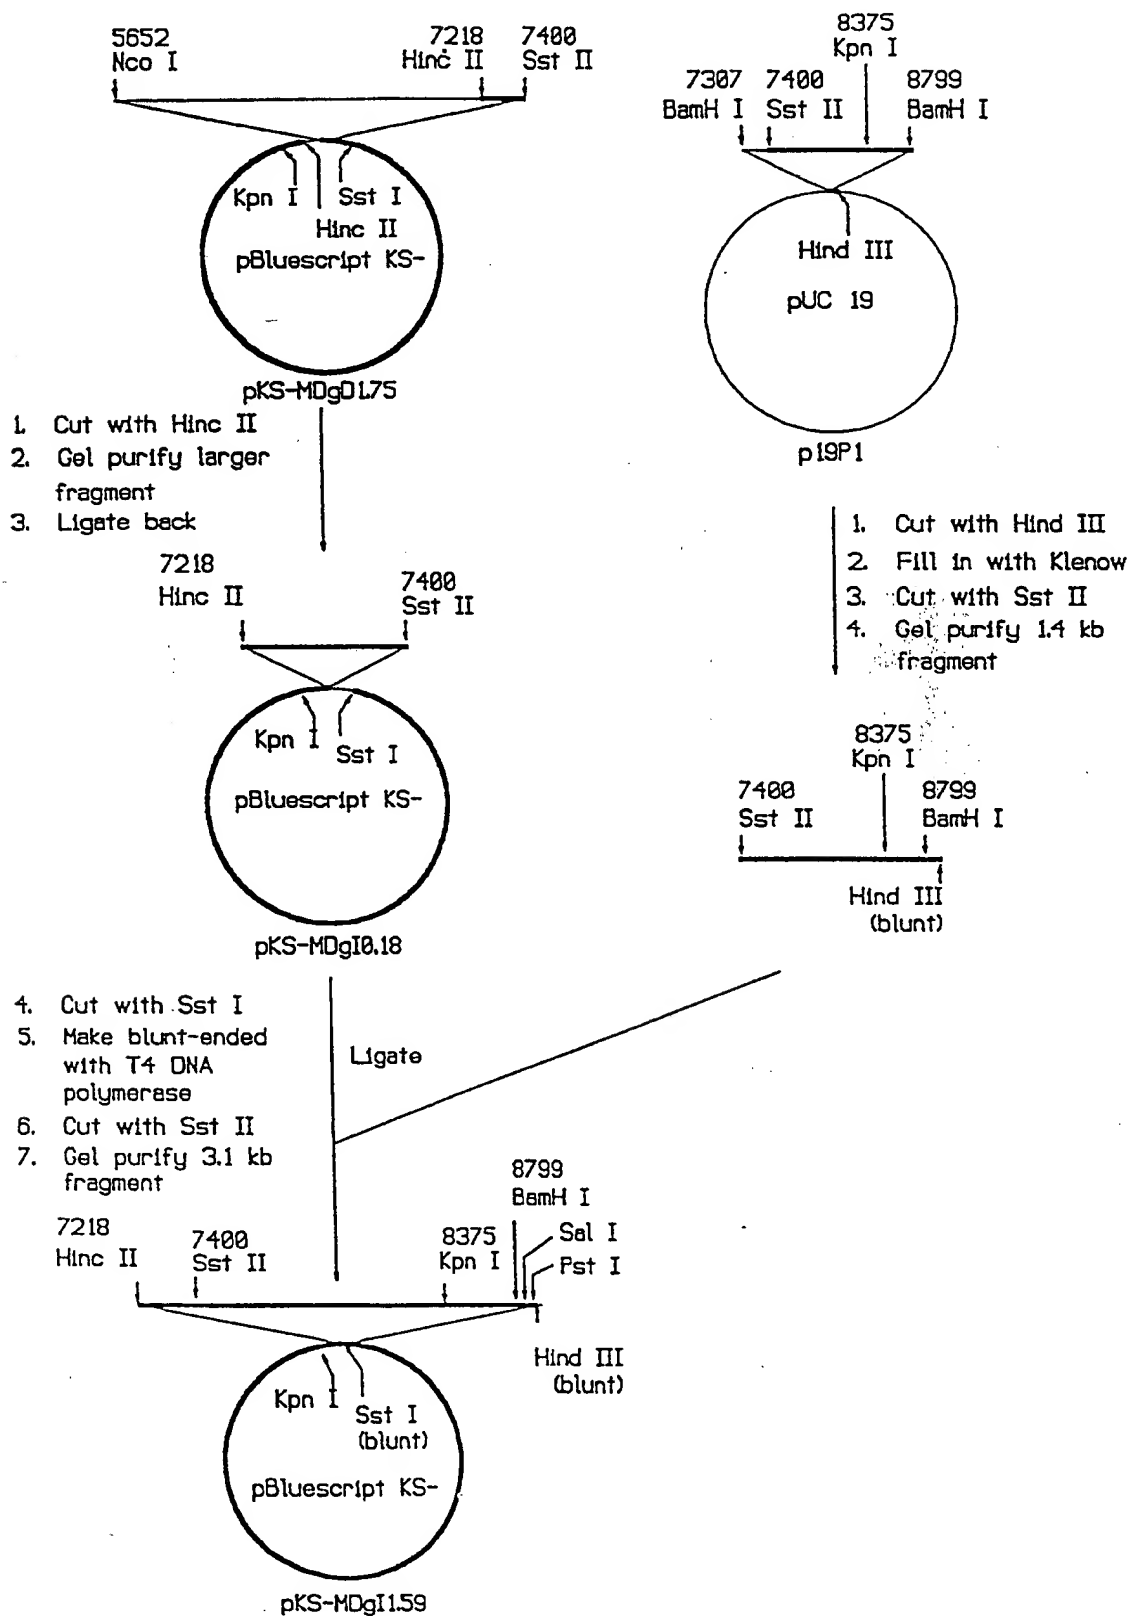 5652
Nco I
7218
Hinc II
7400
Sst II
Kpn I
Sst I
Hinc II
pBluescript KS-
pKS-MDgD1.75
8375
Kpn I
7307
BamH I
7400
Sst II
8799
BamH I
Hind III
pUC 19
p19P1
1. Cut with Hinc II
2. Gel purify larger
fragment
3. Ligate back
1. Cut with Hind III
2. Fill in with Klenow
3. Cut with Sst II
4. Gel purify 1.4 kb
fragment
7218
Hinc II
7400
Sst II
Kpn I
Sst I
pBluescript KS-
pKS-MDgI0.18
8375
Kpn I
7400
Sst II
8799
BamH I
Hind III
(blunt)
4. Cut with Sst I
5. Make blunt-ended
with T4 DNA
polymerase
6. Cut with Sst II
7. Gel purify 3.1 kb
fragment
Ligate
7218
Hinc II
7400
Sst II
8375
Kpn I
8799
BamH I
Sal I
Pst I
Hind III
(blunt)
Kpn I
Sst I
(blunt)
pBluescript KS-
pKS-MDgI1.59